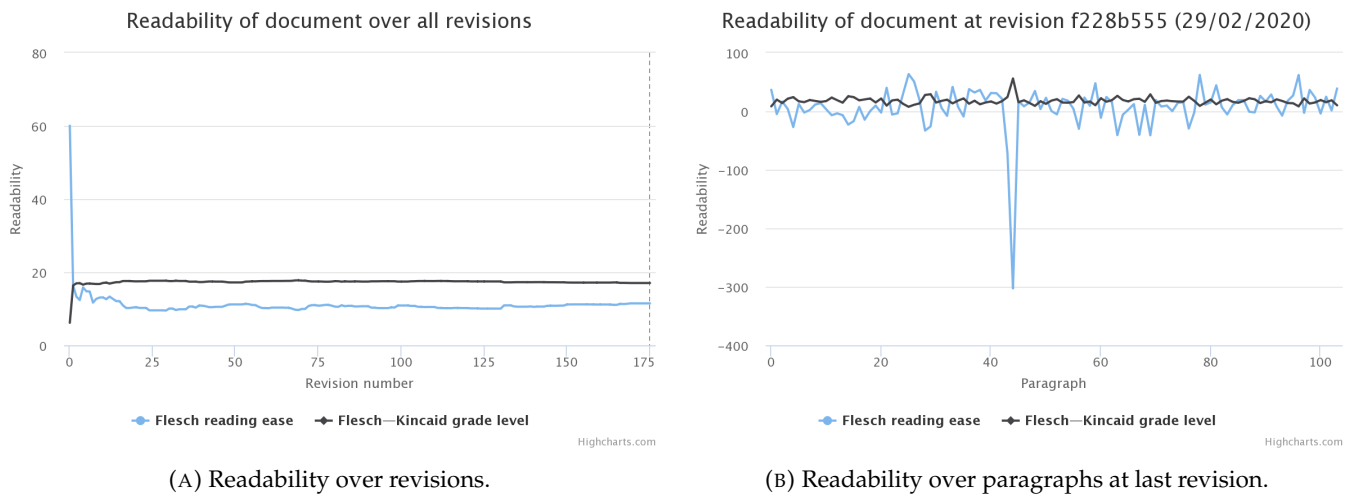 Readability of document over all revisions
80
60
40
20
0
Readability
0
25
50
75
100
125
150
175
Revision number
Flesch reading ease
Flesch—Kincaid grade level
Highcharts.com
(A) Readability over revisions.
Readability of document at revision f228b555 (29/02/2020)
100
0
−100
−200
−300
−400
Readability
0
20
40
60
80
100
Paragraph
Flesch reading ease
Flesch—Kincaid grade level
Highcharts.com
(B) Readability over paragraphs at last revision.